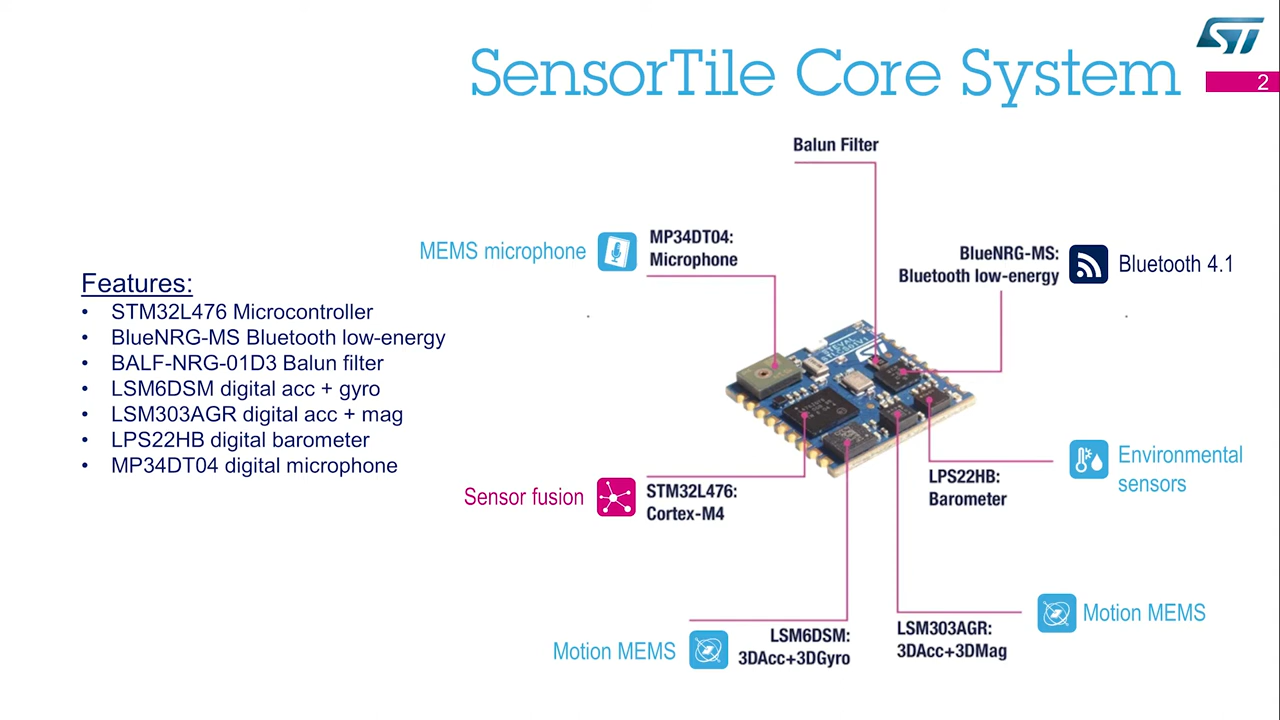 SensorTile Core System
ST
2
Balun Filter
MEMS microphone
MP34DT04:
Microphone
BlueNRG-MS:
Bluetooth low-energy
Bluetooth 4.1
Features:
• STM32L476 Microcontroller
• BlueNRG-MS Bluetooth low-energy
• BALF-NRG-01D3 Balun filter
• LSM6DSM digital acc + gyro
• LSM303AGR digital acc + mag
• LPS22HB digital barometer
• MP34DT04 digital microphone
Sensor fusion
STM32L476:
Cortex-M4
LPS22HB:
Barometer
Environmental
sensors
Motion MEMS
LSM6DSM:
3DAcc+3DGyro
LSM303AGR:
3DAcc+3DMag
Motion MEMS